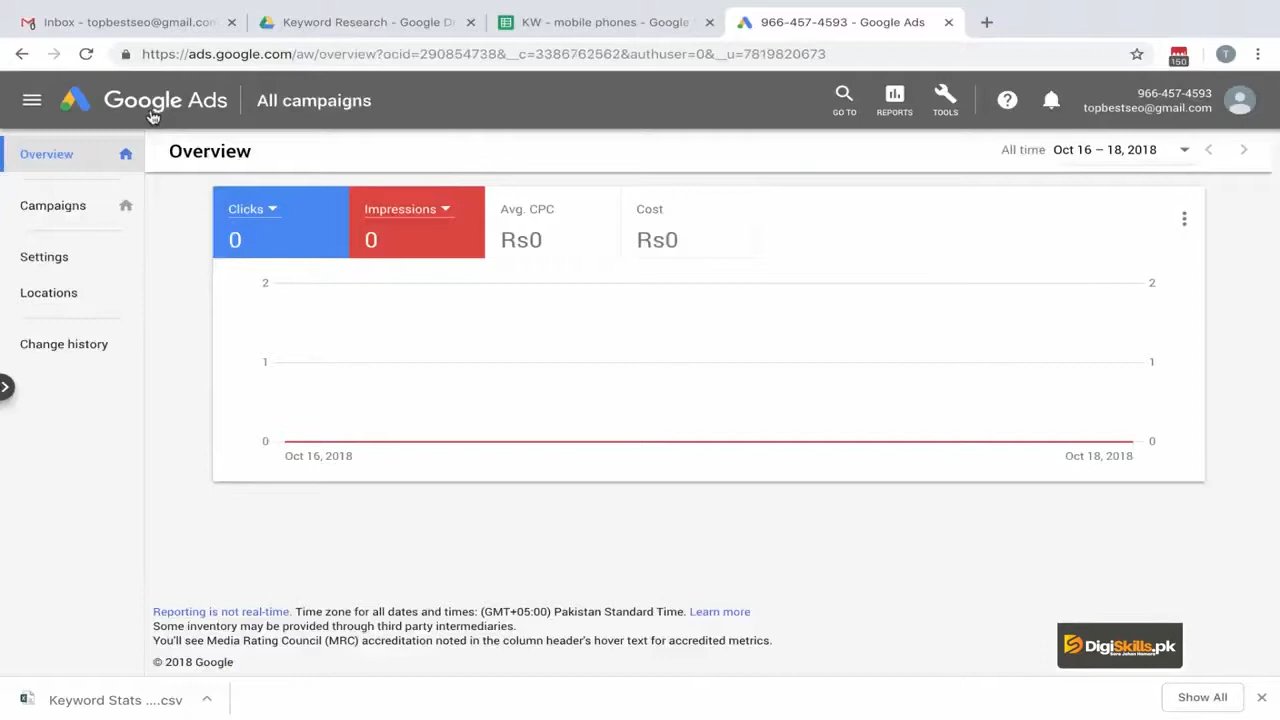 Inbox - topbestseo@gmail.com
Keyword Research - Google Dr
KW - mobile phones - Google
966-457-4593 - Google Ads
https://ads.google.com/aw/overview?ocid=290854738&__c=3385762562&authuser=0&__u=7819820673
150
T
Google Ads
All campaigns
GO TO
REPORTS
TOOLS
966-457-4593
topbestseo@gmail.com
Overview
Campaigns
Settings
Locations
Change history
Overview
All time Oct 16 – 18, 2018
Clicks
0
Impressions
0
Avg. CPC
Rs0
Cost
Rs0
2 2
1 1
0 0
Oct 16, 2018 Oct 18, 2018
Reporting is not real-time. Time zone for all dates and times: (GMT+05:00) Pakistan Standard Time. Learn more
Some inventory may be provided through third party intermediaries.
You'll see Media Rating Council (MRC) accreditation noted in the column header's hover text for accredited metrics.
© 2018 Google
DigiSkills.pk
Keyword Stats ....csv
Show All